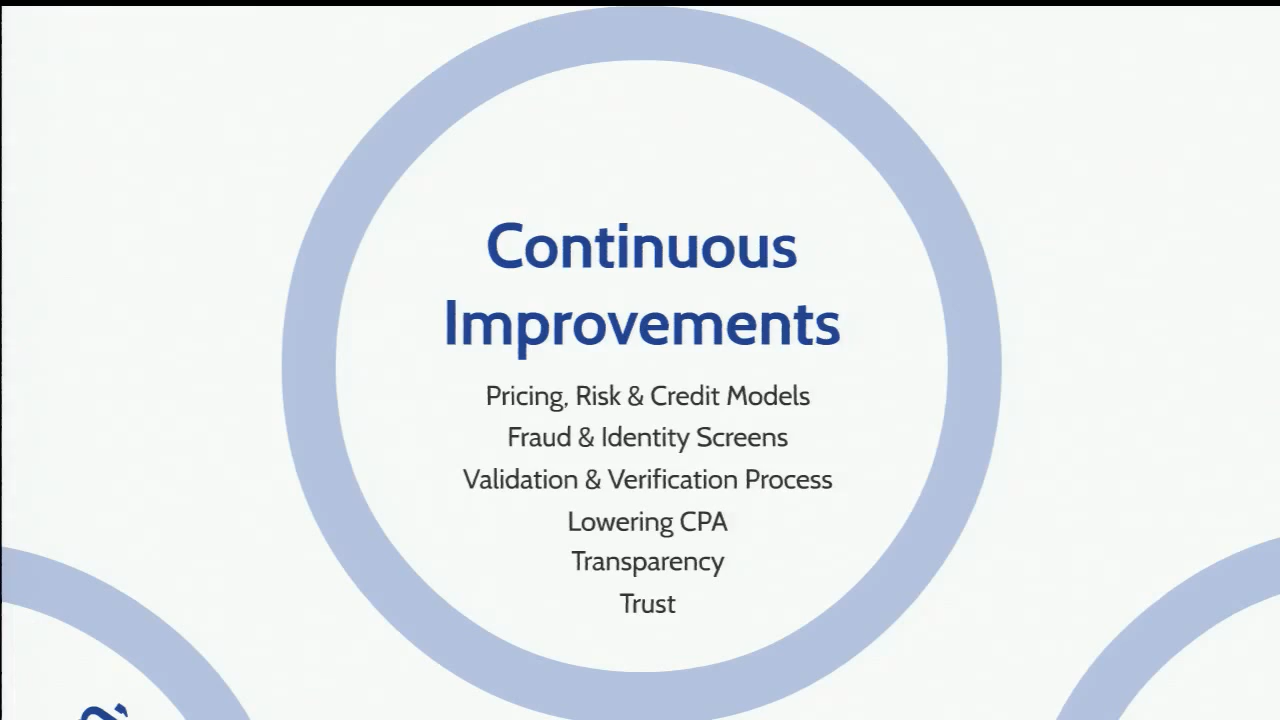 Continuous
Improvements
Pricing, Risk & Credit Models
Fraud & Identity Screens
Validation & Verification Process
Lowering CPA
Transparency
Trust